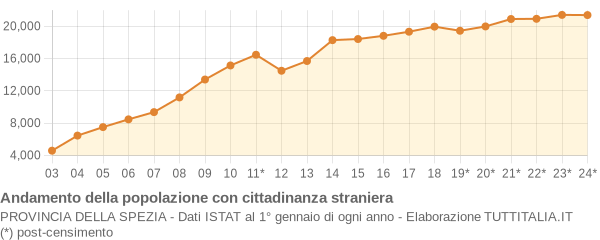 20,000
16,000
12,000
8,000
4,000
03 04 05 06 07 08 09 10 11* 12 13 14 15 16 17 18 19* 20* 21* 22* 23* 24*
Andamento della popolazione con cittadinanza straniera
PROVINCIA DELLA SPEZIA - Dati ISTAT al 1° gennaio di ogni anno - Elaborazione TUTTITALIA.IT
(*) post-censimento